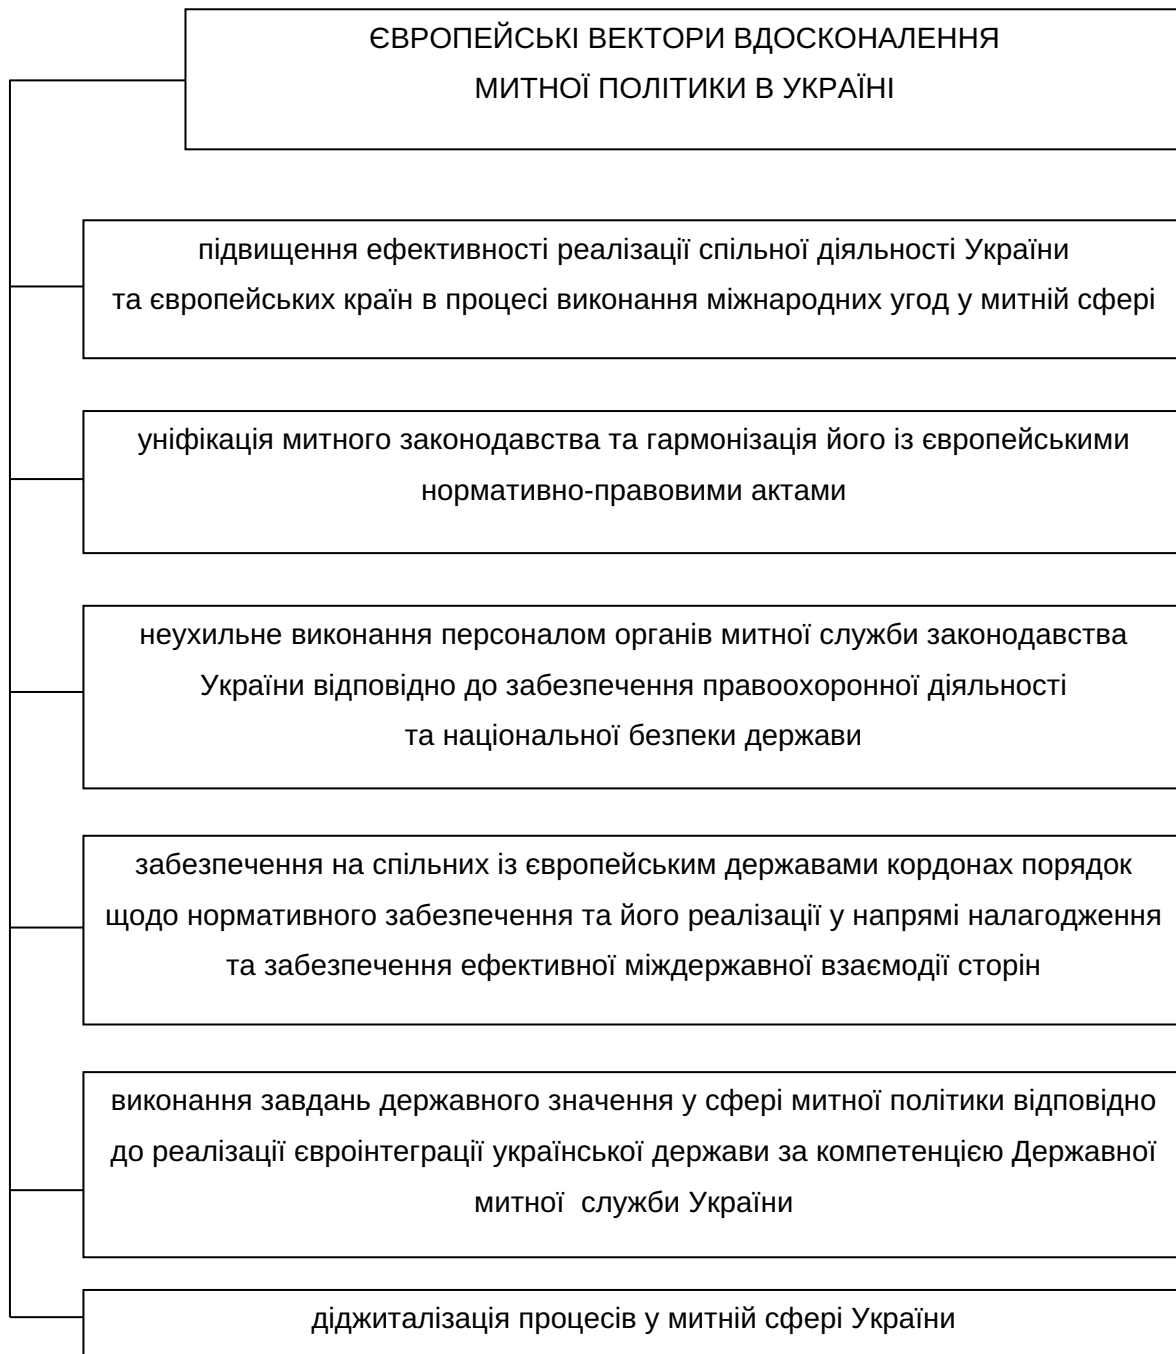 ЄВРОПЕЙСЬКІ ВЕКТОРИ ВДОСКОНАЛЕННЯ
МИТНОЇ ПОЛІТИКИ В УКРАЇНІ
підвищення ефективності реалізації спільної діяльності України
та європейських країн в процесі виконання міжнародних угод у митній сфері
уніфікація митного законодавства та гармонізація його із європейськими
нормативно-правовими актами
неухильне виконання персоналом органів митної служби законодавства
України відповідно до забезпечення правоохоронної діяльності
та національної безпеки держави
забезпечення на спільних із європейським державами кордонах порядок
щодо нормативного забезпечення та його реалізації у напрямі налагодження
та забезпечення ефективної міждержавної взаємодії сторін
виконання завдань державного значення у сфері митної політики відповідно
до реалізації євроінтеграції української держави за компетенцією Державної
митної  служби України
діджиталізація процесів у митній сфері України